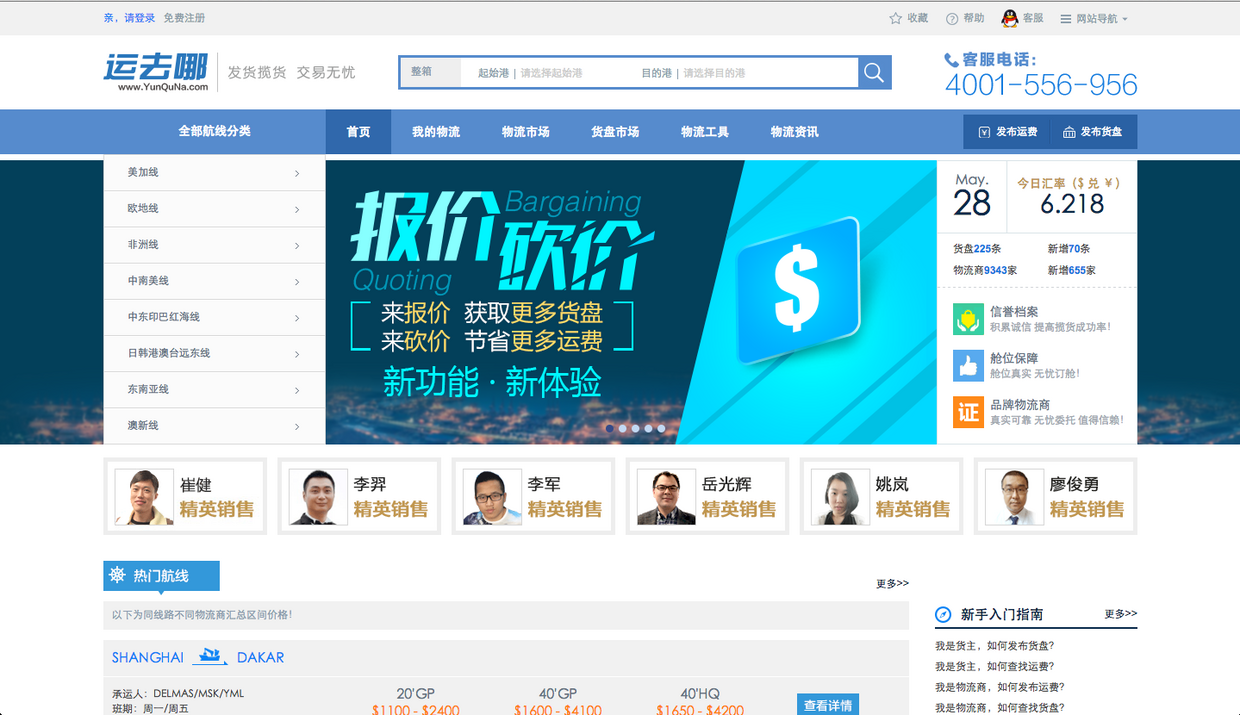 亲，请登录 免费注册
收藏 帮助 客服 网站导航
运去哪
www.YunQuNa.com
发货揽货 交易无忧
整箱 起始港 | 请选择起始港 目的港 | 请选择目的港
客服电话：
4001-556-956
全部航线分类 首页 我的物流 物流市场 货盘市场 物流工具 物流资讯 发布运费 发布货盘
美加线
欧地线
非洲线
中南美线
中东印巴红海线
日韩港澳台远东线
东南亚线
澳新线
报价 Bargaining
Quoting 砍价
来报价 获取更多货盘
来砍价 节省更多运费
新功能 · 新体验
$
May.
28
今日汇率（$ 兑 ¥ ）
6.218
货盘225条 新增70条
物流商9343家 新增655家
信誉档案
积累诚信 提高揽货成功率！
舱位保障
舱位真实 无忧订舱！
证
品牌物流商
真实可靠 无忧委托 值得信赖！
崔健
精英销售
李羿
精英销售
李军
精英销售
岳光辉
精英销售
姚岚
精英销售
廖俊勇
精英销售
热门航线
更多>>
以下为同线路不同物流商汇总区间价格！
SHANGHAI DAKAR
承运人：DELMAS/MSK/YML
班期：周一/周五
20'GP
$1100 - $2400
40'GP
$1600 - $4100
40'HQ
$1650 - $4200
查看详情
新手入门指南 更多>>
我是货主，如何发布货盘？
我是货主，如何查找运费？
我是物流商，如何发布运费？
我是物流商，如何查找货盘？